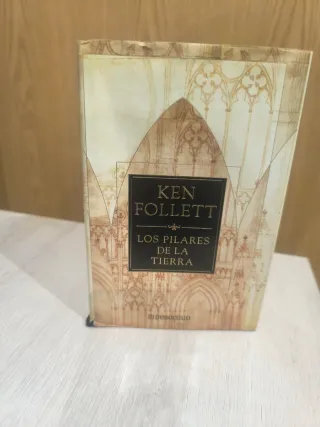 KEN
FOLLETT
LOS PILARES
DE LA
TIERRA